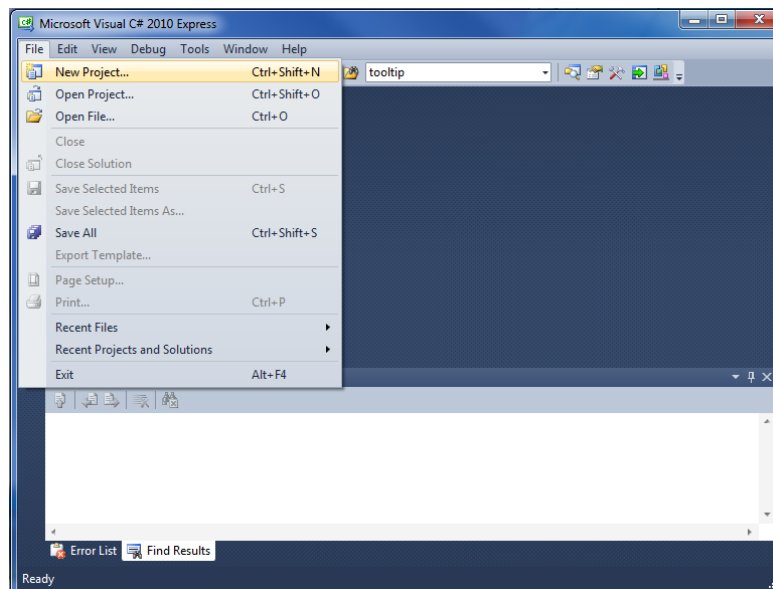 Microsoft Visual C# 2010 Express
File Edit View Debug Tools Window Help
New Project... Ctrl+Shift+N
tooltip
Open Project... Ctrl+Shift+O
Open File... Ctrl+O
Close
Close Solution
Save Selected Items Ctrl+S
Save Selected Items As...
Save All Ctrl+Shift+S
Export Template...
Page Setup...
Print... Ctrl+P
Recent Files
Recent Projects and Solutions
Exit Alt+F4
Error List Find Results
Ready